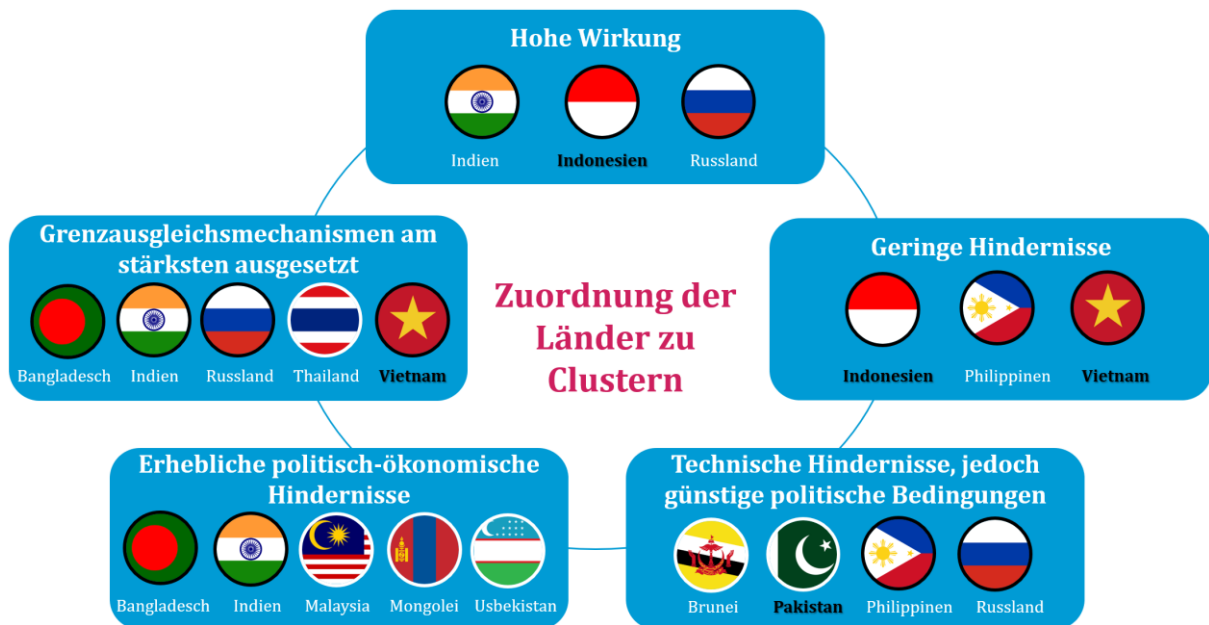 Hohe Wirkung
Indien Indonesien Russland
Grenzausgleichsmechanismen am
stärksten ausgesetzt
Bangladesch Indien Russland Thailand Vietnam
Zuordnung der
Länder zu
Clustern
Geringe Hindernisse
Indonesien Philippinen Vietnam
Erhebliche politisch-ökonomische
Hindernisse
Bangladesch Indien Malaysia Mongolei Usbekistan
Technische Hindernisse, jedoch
günstige politische Bedingungen
Brunei Pakistan Philippinen Russland